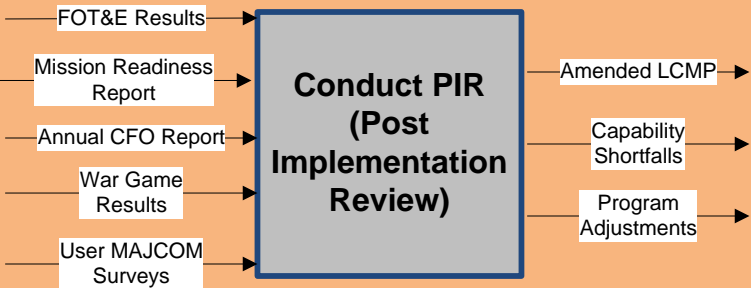 FOT&E Results
Mission Readiness
Report
Annual CFO Report
War Game
Results
User MAJCOM
Surveys
Conduct PIR
(Post
Implementation
Review)
Amended LCMP
Capability
Shortfalls
Program
Adjustments